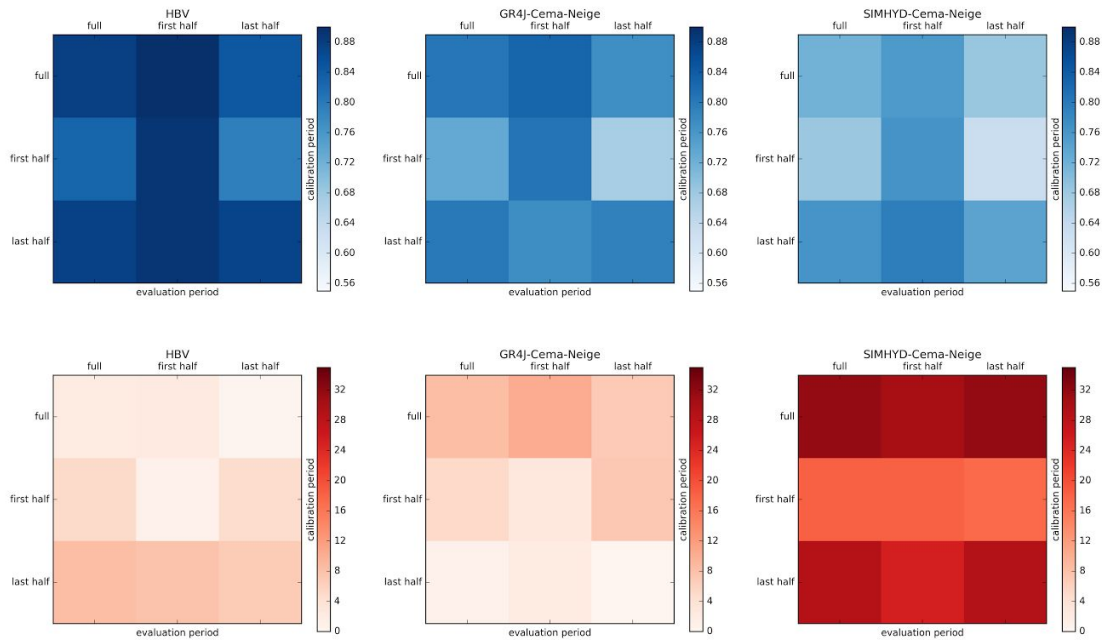 HBV
full first half last half
full
first half
last half
evaluation period
0.88
0.84
0.80
0.76
0.72
0.68
0.64
0.60
0.56
calibration period
GR4J-Cema-Neige
full first half last half
full
first half
last half
evaluation period
0.88
0.84
0.80
0.76
0.72
0.68
0.64
0.60
0.56
calibration period
SIMHYD-Cema-Neige
full first half last half
full
first half
last half
evaluation period
0.88
0.84
0.80
0.76
0.72
0.68
0.64
0.60
0.56
calibration period
HBV
full first half last half
full
first half
last half
evaluation period
32
28
24
20
16
12
8
4
0
calibration period
GR4J-Cema-Neige
full first half last half
full
first half
last half
evaluation period
32
28
24
20
16
12
8
4
0
calibration period
SIMHYD-Cema-Neige
full first half last half
full
first half
last half
evaluation period
32
28
24
20
16
12
8
4
0
calibration period